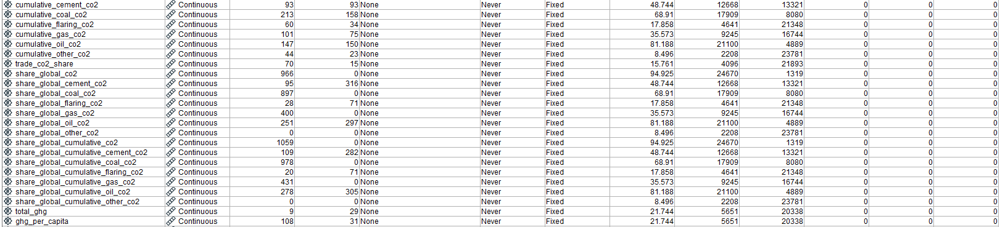 cumulative_cement_co2 Continuous 93 93 None Never Fixed 48.744 12668 13321 0 0 0
cumulative_coal_co2 Continuous 213 158 None Never Fixed 68.91 17909 8080 0 0 0
cumulative_flaring_co2 Continuous 60 34 None Never Fixed 17.858 4641 21348 0 0 0
cumulative_gas_co2 Continuous 101 75 None Never Fixed 35.573 9245 16744 0 0 0
cumulative_oil_co2 Continuous 147 150 None Never Fixed 81.188 21100 4889 0 0 0
cumulative_other_co2 Continuous 44 23 None Never Fixed 8.496 2208 23781 0 0 0
trade_co2_share Continuous 70 15 None Never Fixed 15.761 4096 21893 0 0 0
share_global_co2 Continuous 966 0 None Never Fixed 94.925 24670 1319 0 0 0
share_global_cement_co2 Continuous 95 316 None Never Fixed 48.744 12668 13321 0 0 0
share_global_coal_co2 Continuous 897 0 None Never Fixed 68.91 17909 8080 0 0 0
share_global_flaring_co2 Continuous 28 71 None Never Fixed 17.858 4641 21348 0 0 0
share_global_gas_co2 Continuous 400 0 None Never Fixed 35.573 9245 16744 0 0 0
share_global_oil_co2 Continuous 251 297 None Never Fixed 81.188 21100 4889 0 0 0
share_global_other_co2 Continuous 0 0 None Never Fixed 8.496 2208 23781 0 0 0
share_global_cumulative_co2 Continuous 1059 0 None Never Fixed 94.925 24670 1319 0 0 0
share_global_cumulative_cement_co2 Continuous 109 282 None Never Fixed 48.744 12668 13321 0 0 0
share_global_cumulative_coal_co2 Continuous 978 0 None Never Fixed 68.91 17909 8080 0 0 0
share_global_cumulative_flaring_co2 Continuous 20 71 None Never Fixed 17.858 4641 21348 0 0 0
share_global_cumulative_gas_co2 Continuous 431 0 None Never Fixed 35.573 9245 16744 0 0 0
share_global_cumulative_oil_co2 Continuous 278 305 None Never Fixed 81.188 21100 4889 0 0 0
share_global_cumulative_other_co2 Continuous 0 0 None Never Fixed 8.496 2208 23781 0 0 0
total_ghg Continuous 9 29 None Never Fixed 21.744 5651 20338 0 0 0
ghg_per_capita Continuous 108 31 None Never Fixed 21.744 5651 20338 0 0 0